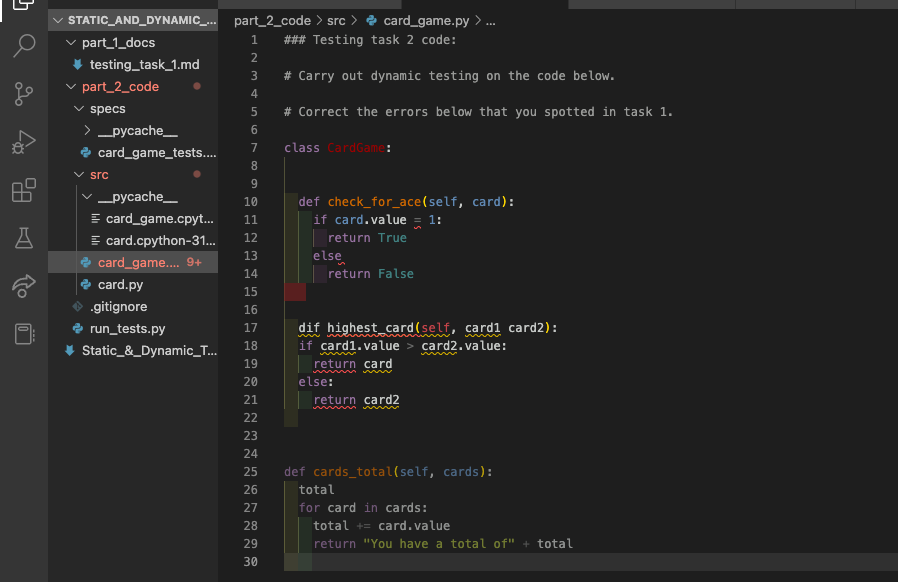 STATIC_AND_DYNAMIC_...
part_1_docs
testing_task_1.md
part_2_code
specs
__pycache__
card_game_tests....
src
__pycache__
card_game.cpyt...
card.cpython-31...
card_game.... 9+
card.py
.gitignore
run_tests.py
Static_&_Dynamic_T...
part_2_code > src > card_game.py > ...
1 ### Testing task 2 code:
2
3 # Carry out dynamic testing on the code below.
4
5 # Correct the errors below that you spotted in task 1.
6
7 class CardGame:
8
9
10 def check_for_ace(self, card):
11 if card.value = 1:
12 return True
13 else
14 return False
15
16
17 dif highest_card(self, card1 card2):
18 if card1.value > card2.value:
19 return card
20 else:
21 return card2
22
23
24
25 def cards_total(self, cards):
26 total
27 for card in cards:
28 total += card.value
29 return "You have a total of" + total
30